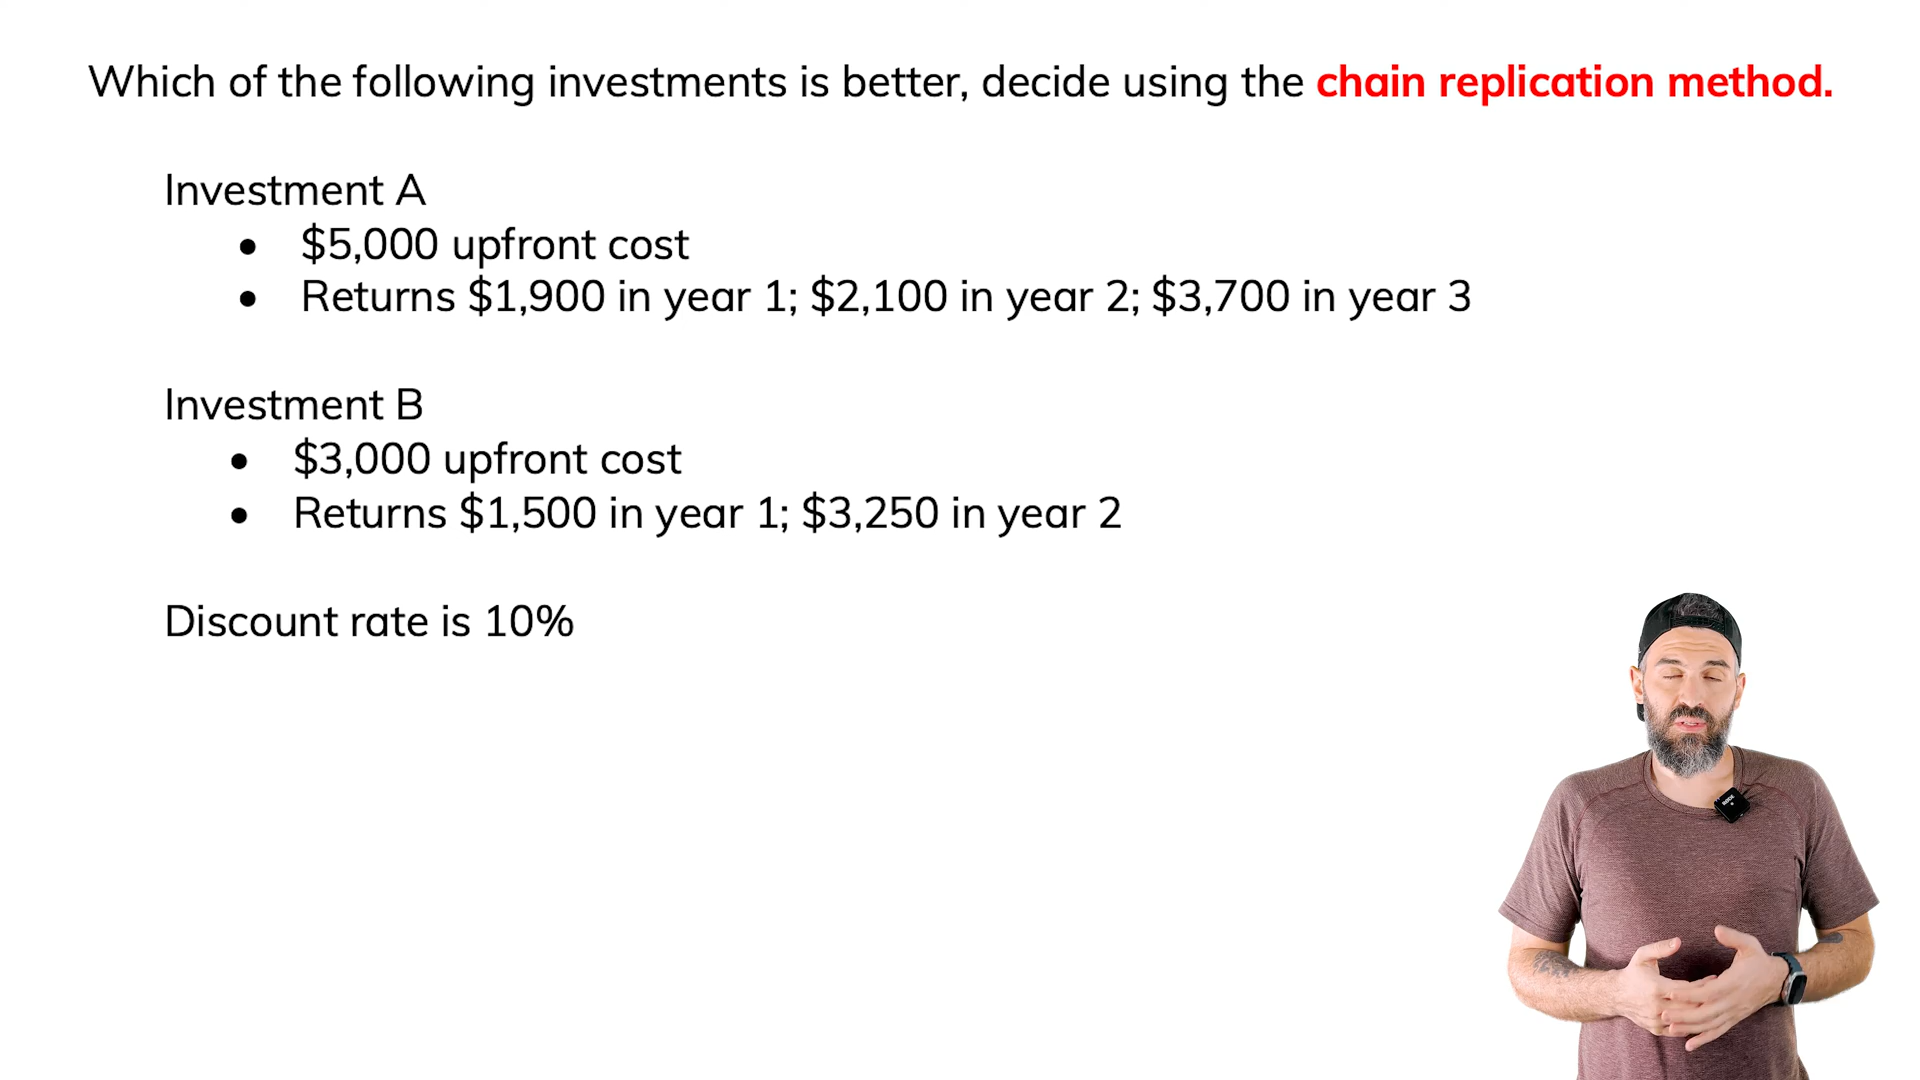 Which of the following investments is better, decide using the chain replication method.
Investment A
• $5,000 upfront cost
• Returns $1,900 in year 1; $2,100 in year 2; $3,700 in year 3
Investment B
• $3,000 upfront cost
• Returns $1,500 in year 1; $3,250 in year 2
Discount rate is 10%